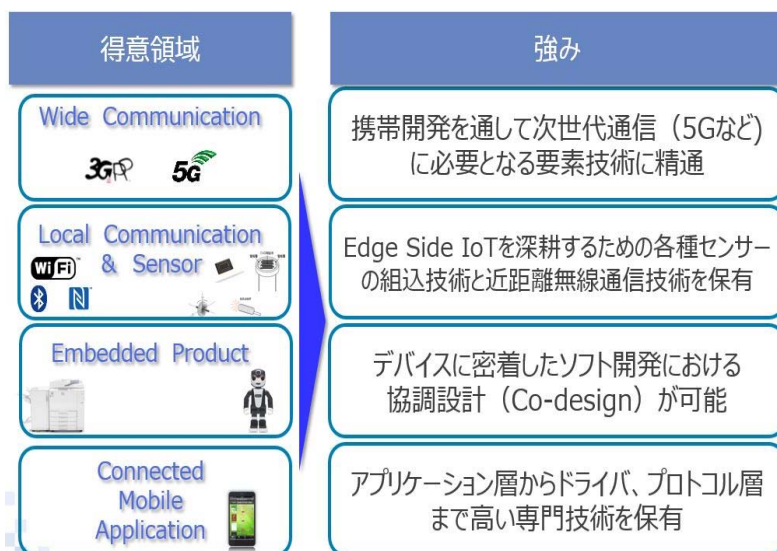 得意領域
強み
Wide Communication
3GPP
5G
携帯開発を通して次世代通信（5Gなど）
に必要となる要素技術に精通
Local Communication
& Sensor
Wi Fi
Edge Side IoTを深耕するための各種センサー
の組込技術と近距離無線通信技術を保有
Embedded Product
デバイスに密着したソフト開発における
協調設計（Co-design）が可能
Connected
Mobile
Application
アプリケーション層からドライバ、プロトコル層
まで高い専門技術を保有